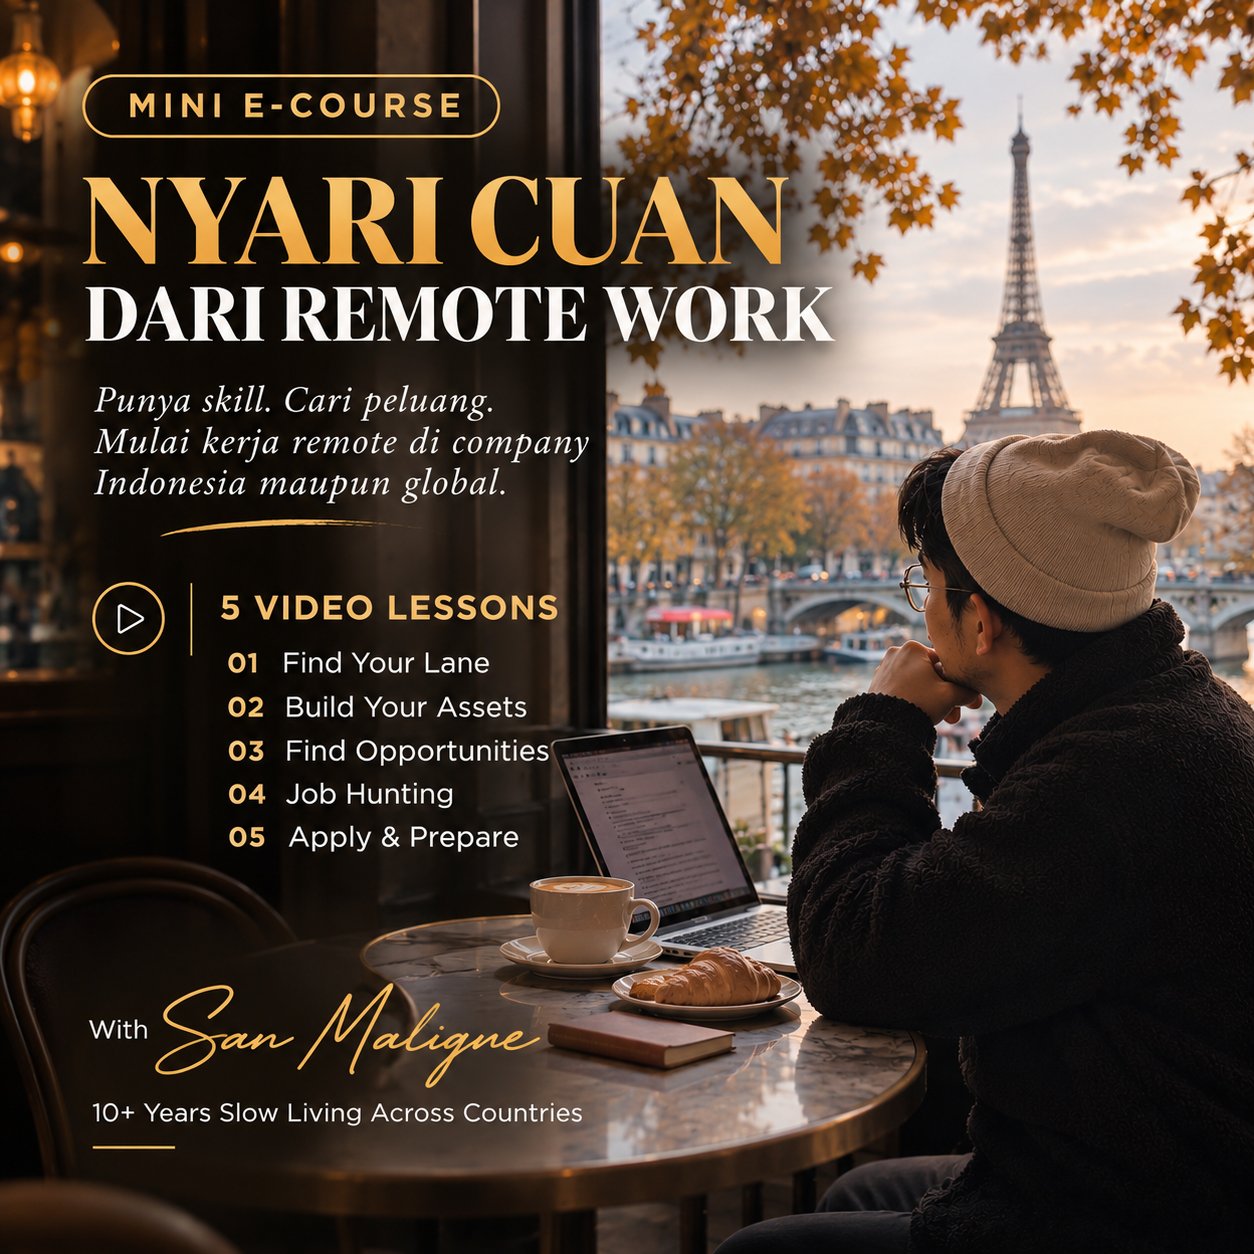 MINI E-COURSE
NYARI CUAN
DARI REMOTE WORK
Punya skill. Cari peluang.
Mulai kerja remote di company
Indonesia maupun global.
5 VIDEO LESSONS
01 Find Your Lane
02 Build Your Assets
03 Find Opportunities
04 Job Hunting
05 Apply & Prepare
With San Maligne
10+ Years Slow Living Across Countries